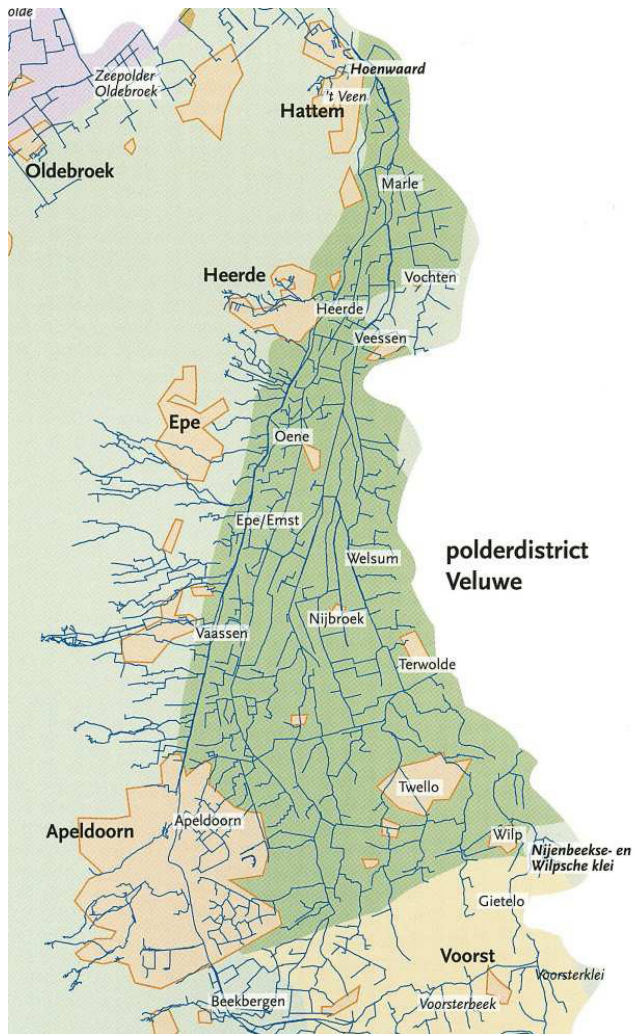 olde
Zeepolder
Oldebroek
Hoenwaard
't Veen
Hattem
Oldebroek
Marle
Heerde
Vochten
Heerde
Veessen
Epe
Oene
Epe/Emst
Welsum
polderdistrict
Veluwe
Nijbroek
Vaassen
Terwolde
Twello
Apeldoorn
Apeldoorn
Wilp
Nijenbeekse- en
Wilpsche klei
Gietelo
Voorst
Voorsterklei
Beekbergen
Voorsterbeek